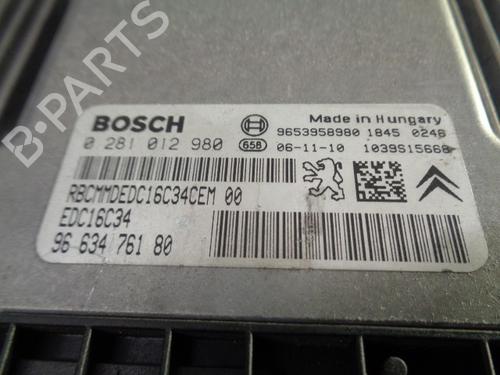 B-PARTS
BOSCH
Made in Hungary
0 281 012 980
9653958980 1845 0248
658 06-11-10 1039S15668
RBCMMDEDC16C34CEM 00
EDC16C34
96 634 761 80